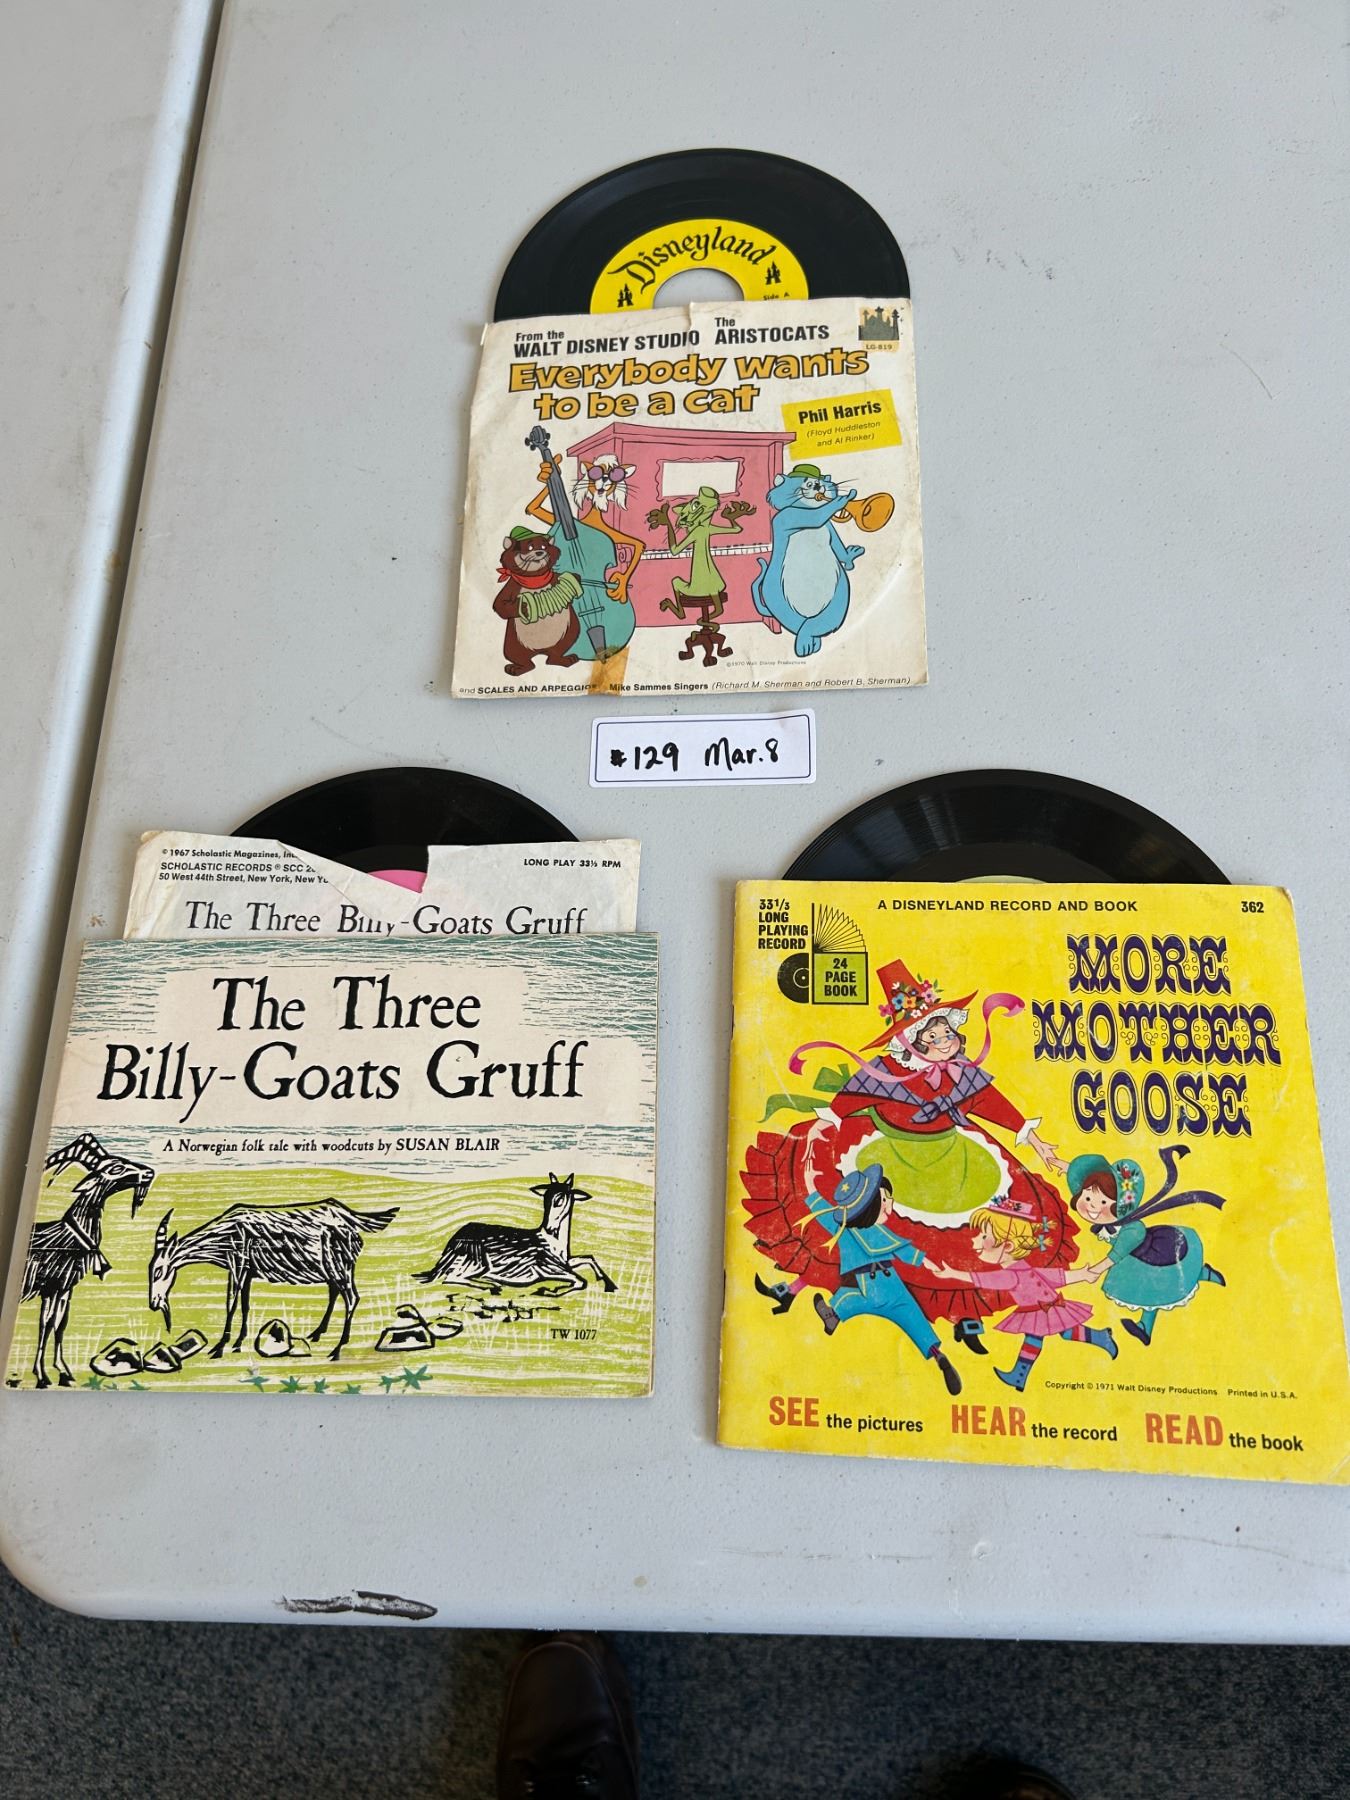 Disneyland
Side A
From the
WALT DISNEY STUDIO
The
ARISTOCATS
LG-819
Everybody wants
to be a cat
Phil Harris
(Floyd Huddleston
and Al Rinker)
©1970 Walt Disney Productions
and SCALES AND ARPEGGIOS Mike Sammes Singers (Richard M. Sherman and Robert B. Sherman)
#129 Mar. 8
© 1967 Scholastic Magazines,
SCHOLASTIC RECORDS ® SCC
50 West 44th Street, New York, New
LONG PLAY 33⅓ RPM
The Three Billy-Goats Gruff
The Three
Billy-Goats Gruff
A Norwegian folk tale with woodcuts by SUSAN BLAIR
TW 1077
33 1/3
LONG
PLAYING
RECORD
24
PAGE
BOOK
A DISNEYLAND RECORD AND BOOK
362
MORE
MOTHER
GOOSE
Copyright © 1971 Walt Disney Productions Printed in U.S.A.
SEE the pictures HEAR the record READ the book